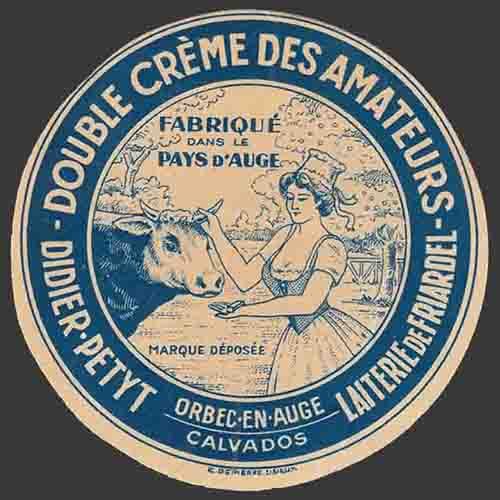 - DOUBLE CRÈME DES AMATEURS -
FABRIQUÉ
DANS LE
PAYS D'AUGE
MARQUE DÉPOSÉE
DIDIER·PETYT
LAITERIE DE FRIARDEL
ORBEC·EN·AUGE
CALVADOS